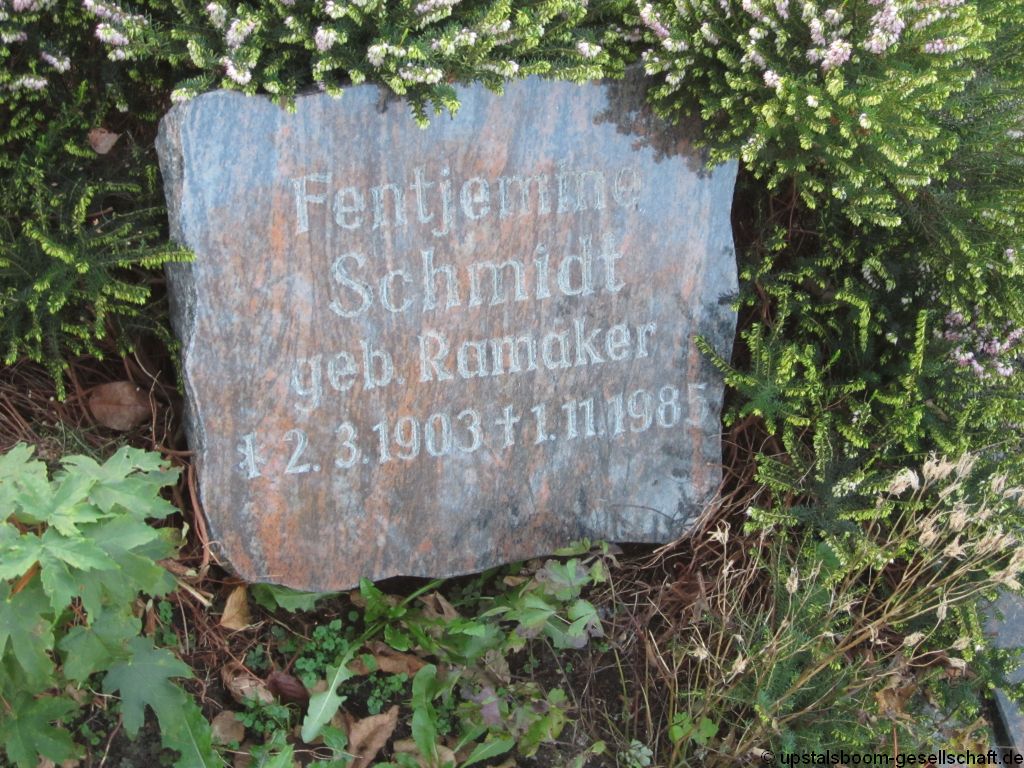 Fentjemine
Schmidt
geb. Ramaker
* 2. 3. 1903 † 1. 11. 1985
© upstalsboom-gesellschaft.de